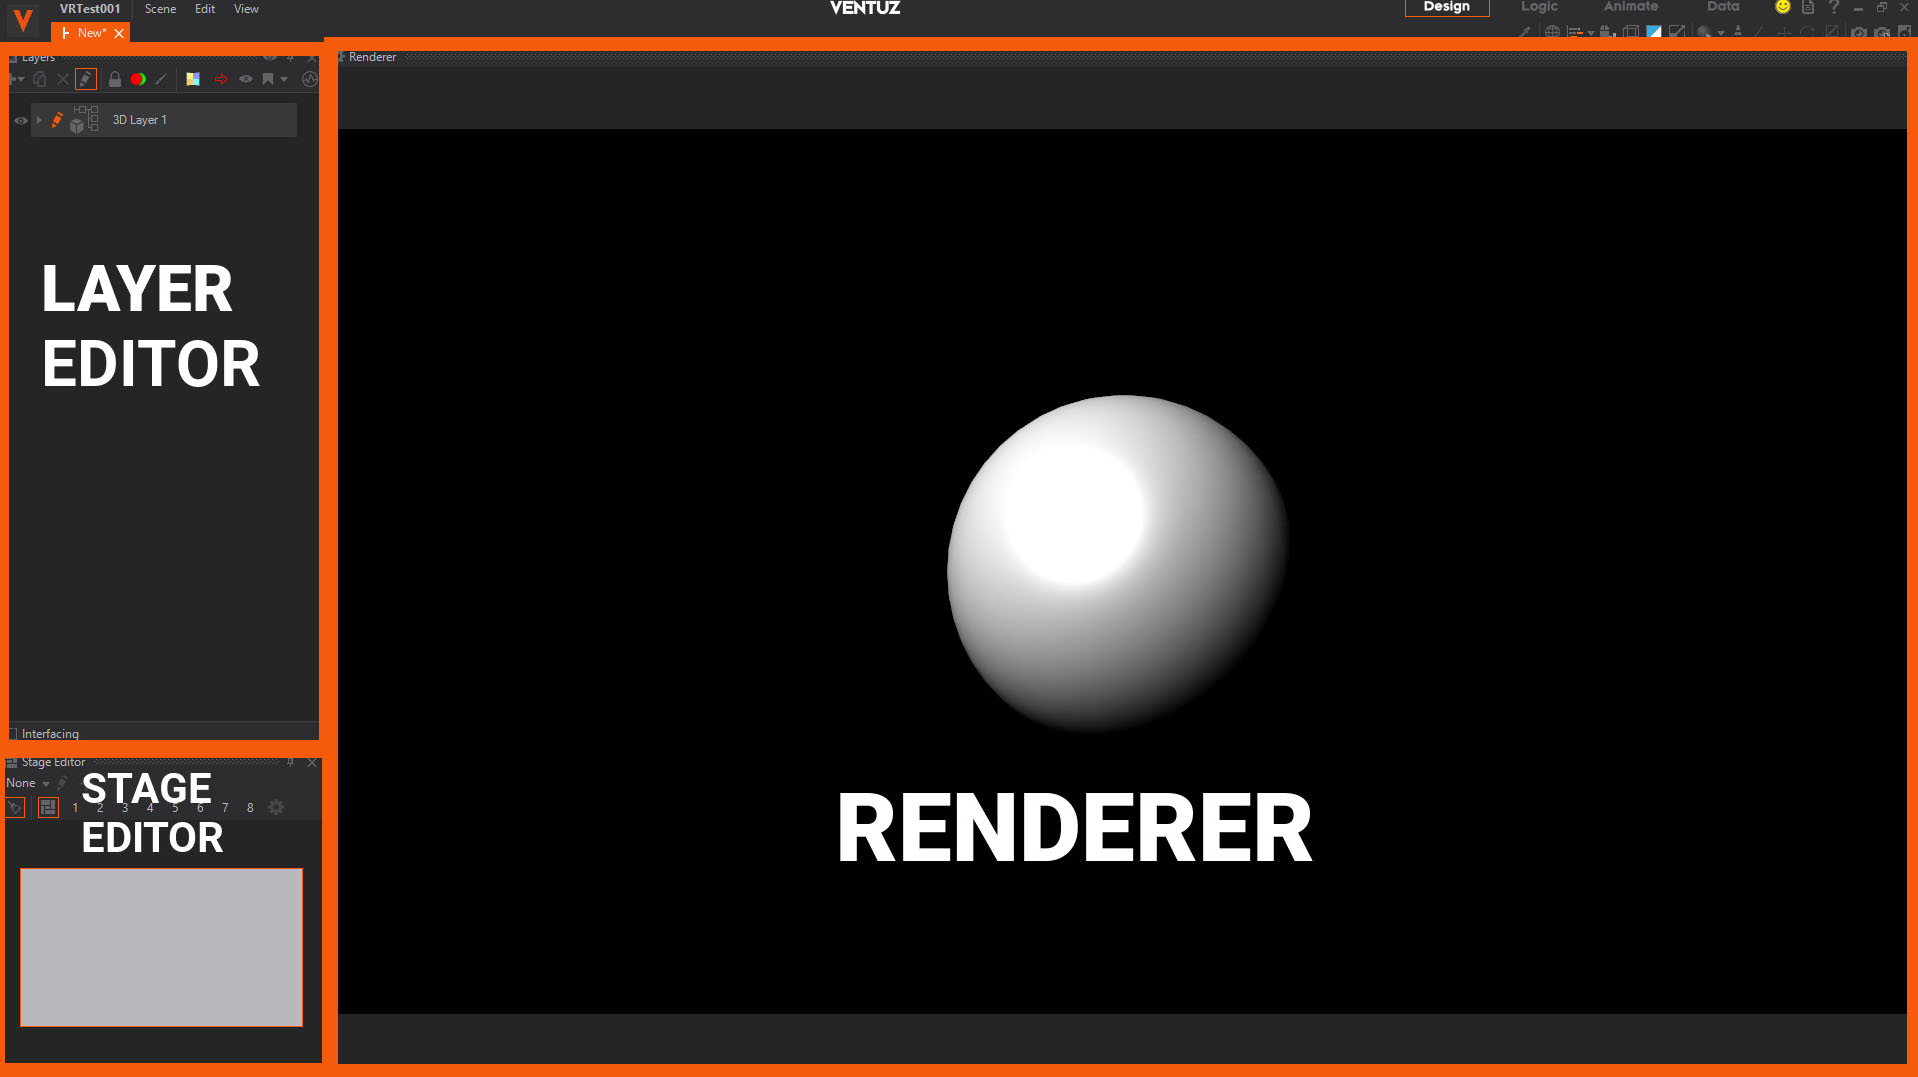 VRTest001 Scene Edit View
VENTUZ
Design Logic Animate Data
New*
Layers
3D Layer 1
LAYER
EDITOR
Interfacing
Stage Editor
None
STAGE
1 2 3 4 5 6 7 8
EDITOR
Renderer
RENDERER